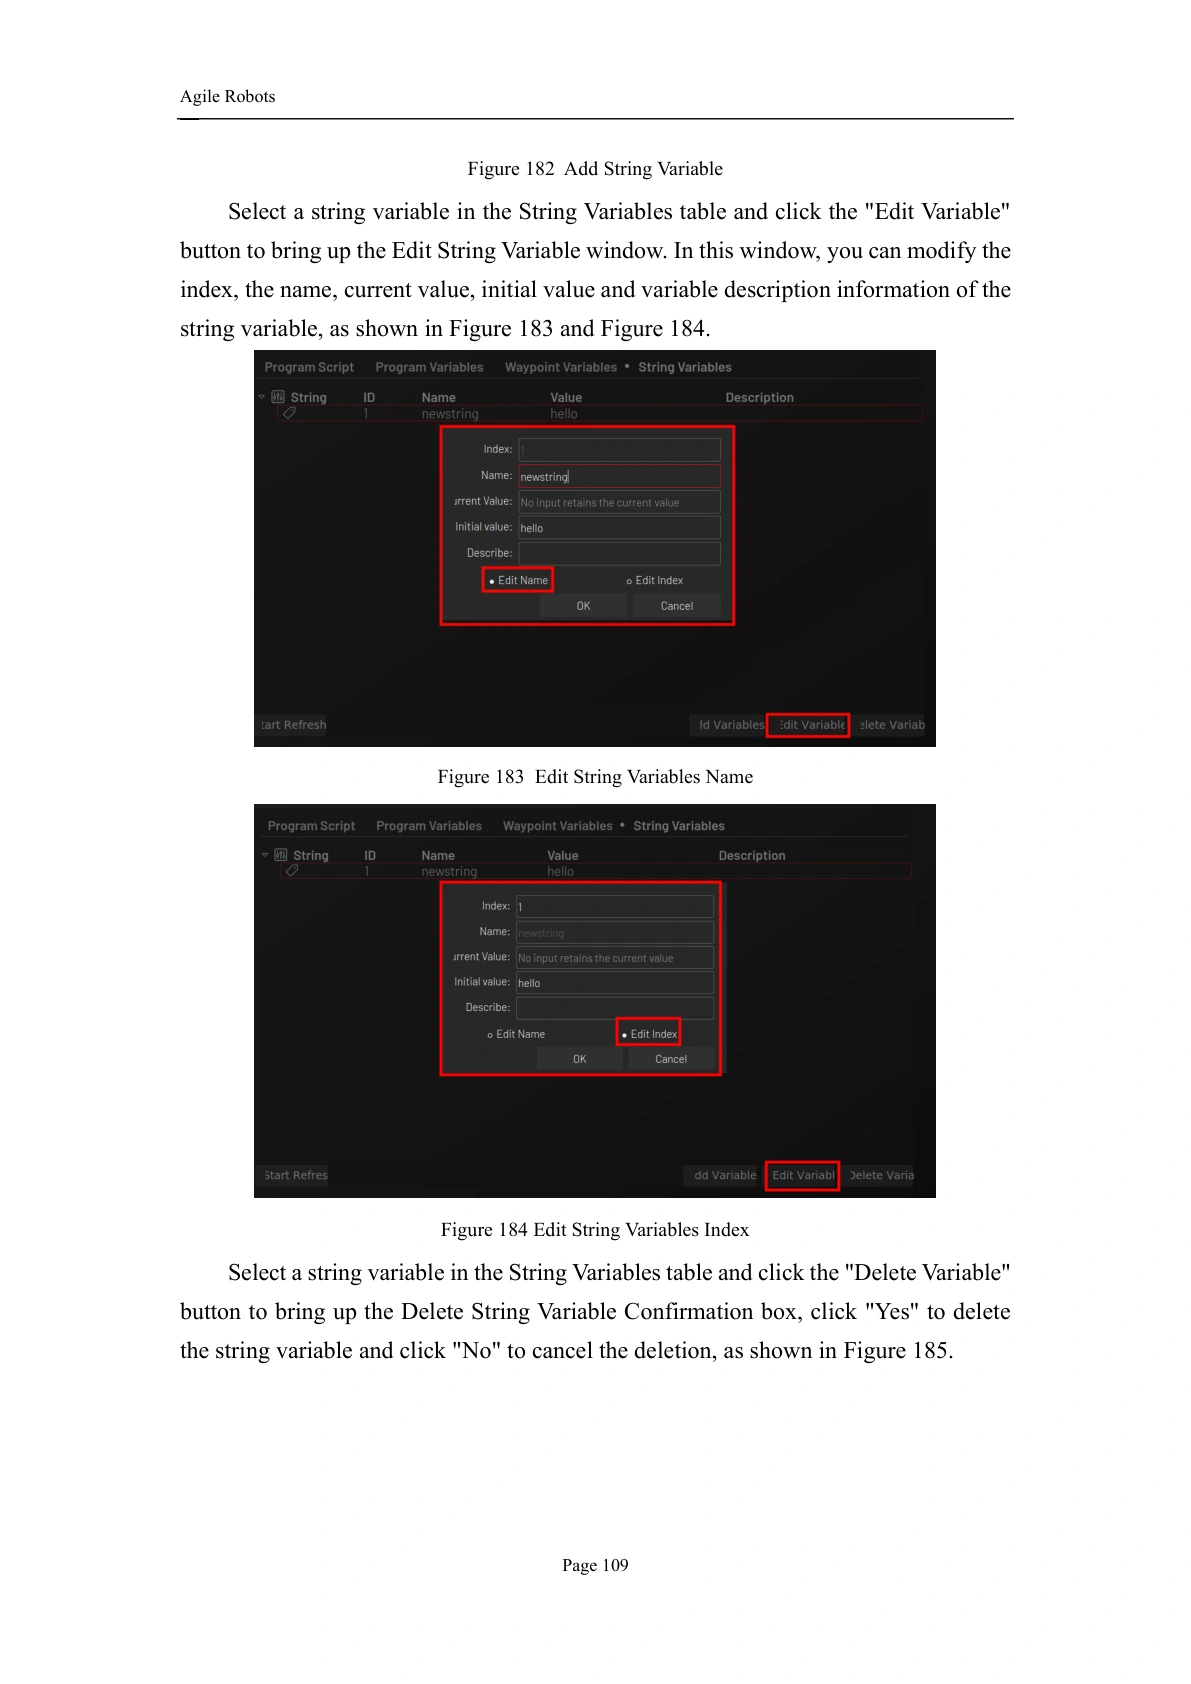 Agile Robots
Figure 182  Add String Variable
Select a string variable in the String Variables table and click the "Edit Variable"
button to bring up the Edit String Variable window. In this window, you can modify the
index, the name, current value, initial value and variable description information of the
string variable, as shown in Figure 183 and Figure 184.
Program Script Program Variables Waypoint Variables • String Variables
String ID Name Value Description
1 newstring hello
Index: 1
Name: newstring
urrent Value: No input retains the current value
Initial value: hello
Describe:
Edit Name Edit Index
OK Cancel
tart Refresh ld Variables Edit Variable elete Variab
Figure 183  Edit String Variables Name
Program Script Program Variables Waypoint Variables • String Variables
String ID Name Value Description
1 newstring hello
Index: 1
Name: newstring
urrent Value: No input retains the current value
Initial value: hello
Describe:
Edit Name Edit Index
OK Cancel
Start Refres dd Variable Edit Variabl Delete Varia
Figure 184 Edit String Variables Index
Select a string variable in the String Variables table and click the "Delete Variable"
button to bring up the Delete String Variable Confirmation box, click "Yes" to delete
the string variable and click "No" to cancel the deletion, as shown in Figure 185.
Page 109